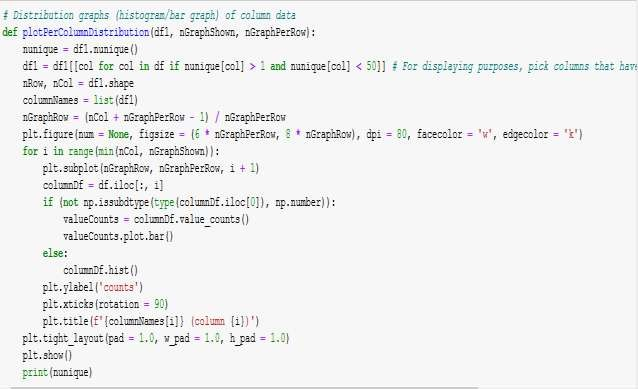 # Distribution graphs (histogram/bar graph) of column data
def plotPerColumnDistribution(df1, nGraphShown, nGraphPerRow):
    nunique = df1.nunique()
    df1 = df1[[col for col in df if nunique[col] > 1 and nunique[col] < 50]] # For displaying purposes, pick columns that have
    nRow, nCol = df1.shape
    columnNames = list(df1)
    nGraphRow = (nCol + nGraphPerRow - 1) / nGraphPerRow
    plt.figure(num = None, figsize = (6 * nGraphPerRow, 8 * nGraphRow), dpi = 80, facecolor = 'w', edgecolor = 'k')
    for i in range(min(nCol, nGraphShown)):
        plt.subplot(nGraphRow, nGraphPerRow, i + 1)
        columnDf = df.iloc[:, i]
        if (not np.issubdtype(type(columnDf.iloc[0]), np.number)):
            valueCounts = columnDf.value_counts()
            valueCounts.plot.bar()
        else:
            columnDf.hist()
        plt.ylabel('counts')
        plt.xticks(rotation = 90)
        plt.title(f'{columnNames[i]} (column {i})')
    plt.tight_layout(pad = 1.0, w_pad = 1.0, h_pad = 1.0)
    plt.show()
    print(nunique)